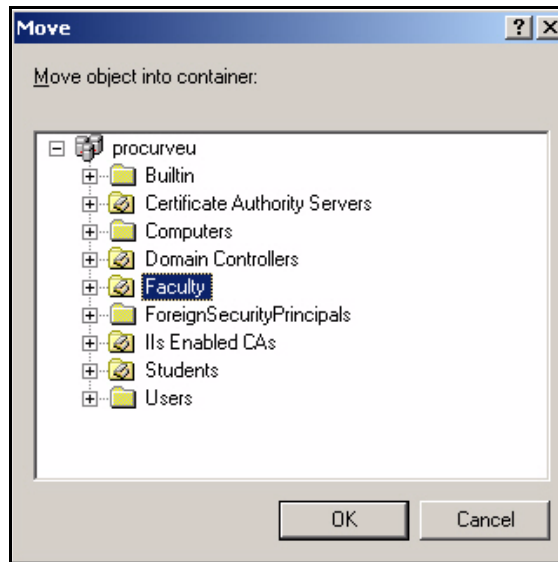 Move
Move object into container:
procurveu
Builtin
Certificate Authority Servers
Computers
Domain Controllers
Faculty
ForeignSecurityPrincipals
IIs Enabled CAs
Students
Users
OK
Cancel